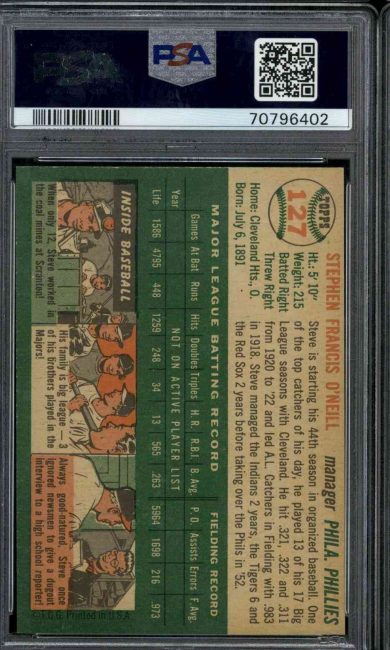 PSA
PSA
70796402
TOPPS
127
STEPHEN FRANCIS O'NEILL
manager PHILA. PHILLIES
Ht.: 5' 10"
Weight: 215
Batted Right
Threw Right
Home: Cleveland Hts., O.
Born: July 6, 1891
Steve is starting his 44th season in organized baseball. One
of the top catchers of his day, he played 13 of his 17 Big
League seasons with Cleveland. He hit .321, .322 and .311
from 1920 to '22 and led A.L. Catchers in Fielding with .983
in 1918. Steve managed the Indians 2 years, the Tigers 6 and
the Red Sox 2 years before taking over the Phils in '52.
MAJOR LEAGUE BATTING RECORD
FIELDING RECORD
Games At Bat Runs Hits Doubles Triples H.R. R.B.I. B.Avg. P.O. Assists Errors F.Avg.
Year
NOT ON ACTIVE PLAYER LIST
Life 1586 4795 448 1259 248 34 13 565 .263 5964 1698 216 .973
INSIDE BASEBALL
When only 12, Steve worked in
the coal mines at Scranton!
His family is big league — 3
of his Brothers played in the
Majors!
Always good-natured, Steve once
ignored newsmen to give a dugout
interview to a high school reporter!
© T.C.G. Printed in U.S.A.